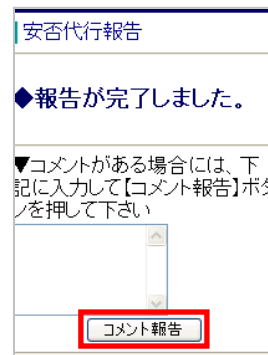 安否代行報告
◆報告が完了しました。
▼コメントがある場合には、下
記に入力して【コメント報告】ボタ
ンを押して下さい
コメント報告